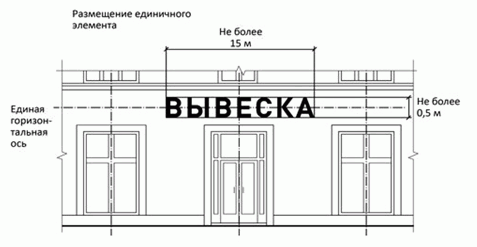 Размещение единичного
элемента
Не более
15 м
ВЫВЕСКА
Единая
горизон-
тальная
ось
Не более
0,5 м